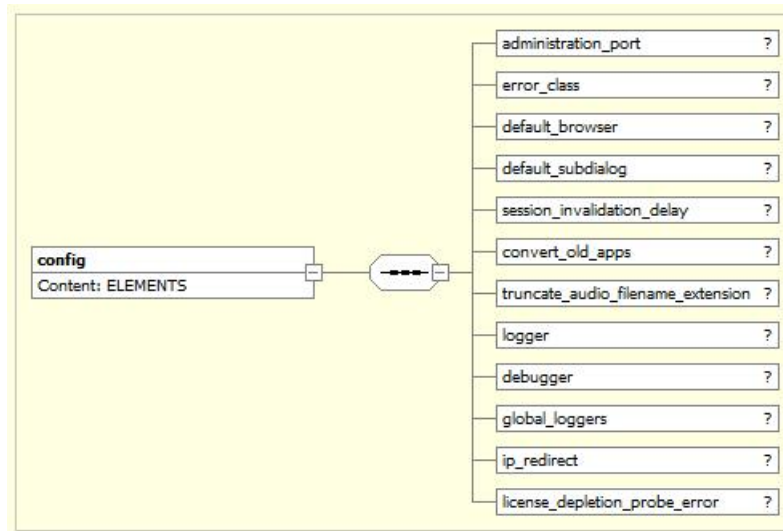 config
Content: ELEMENTS
administration_port ?
error_class ?
default_browser ?
default_subdialog ?
session_invalidation_delay ?
convert_old_apps ?
truncate_audio_filename_extension ?
logger ?
debugger ?
global_loggers ?
ip_redirect ?
license_depletion_probe_error ?